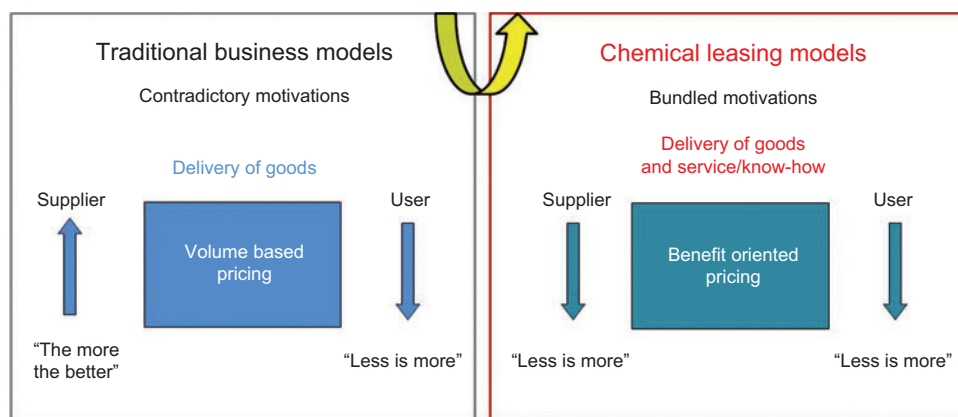 Traditional business models
Contradictory motivations
Delivery of goods
Supplier
User
Volume based
pricing
“The more
the better”
“Less is more”
Chemical leasing models
Bundled motivations
Delivery of goods
and service/know-how
Supplier
User
Benefit oriented
pricing
“Less is more”
“Less is more”